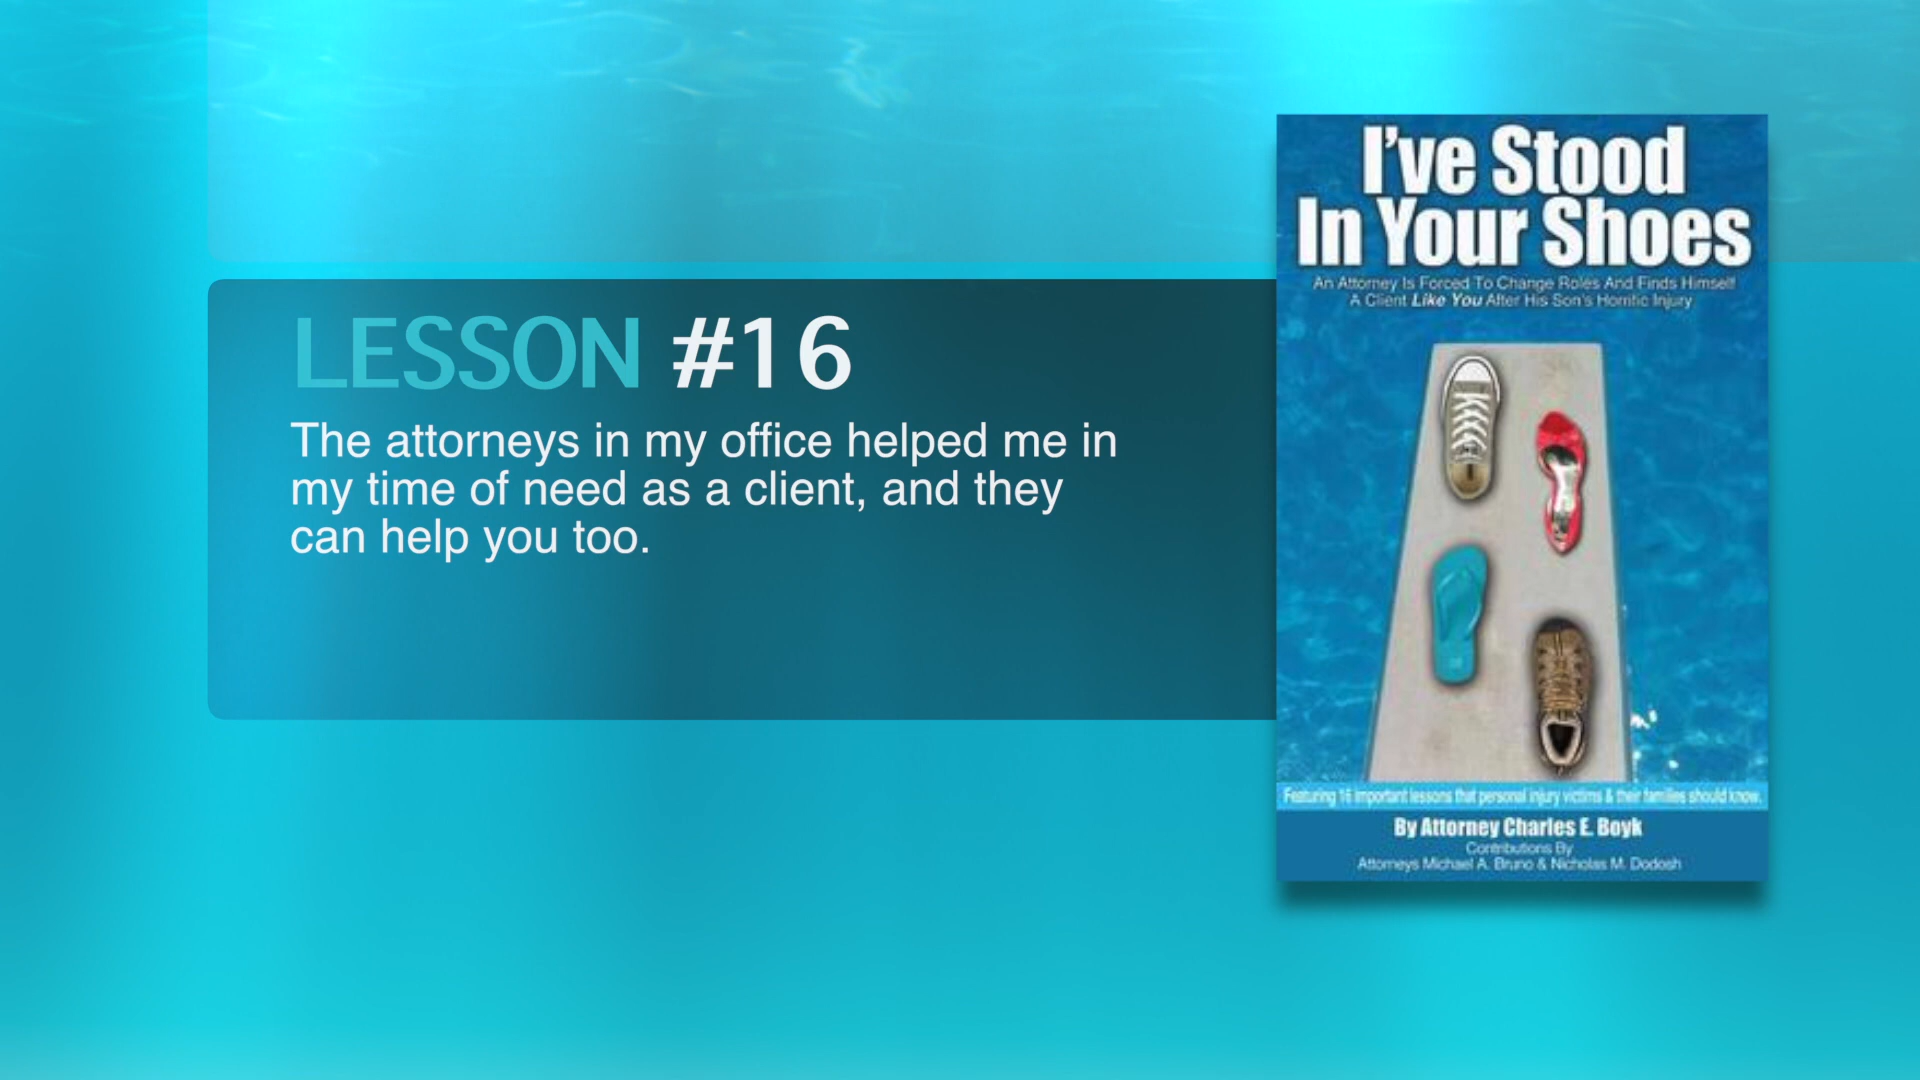 LESSON #16
The attorneys in my office helped me in
my time of need as a client, and they
can help you too.
I've Stood
In Your Shoes
An Attorney Is Forced To Change Roles And Finds Himself
A Client Like You After His Son's Horrific Injury
Featuring 16 important lessons that personal injury victims & their families should know.
By Attorney Charles E. Boyk
Contributions By
Attorneys Michael A. Bruno & Nicholas M. Dodosh